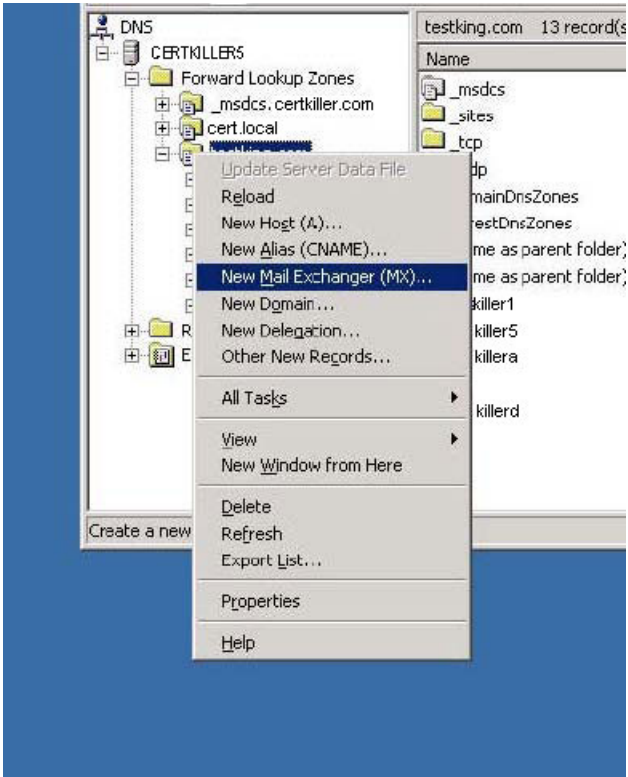 DNS
CERTKILLER5
Forward Lookup Zones
_msdcs.certkiller.com
cert.local
testking.com 13 record(s
Name
_msdcs
_sites
_tcp
dp
mainDnsZones
restDnsZones
me as parent folder)
me as parent folder)
killer1
killer5
killera
killerd
R
E
Update Server Data File
Reload
New Host (A)...
New Alias (CNAME)...
New Mail Exchanger (MX)...
New Domain...
New Delegation...
Other New Records...
All Tasks
View
New Window from Here
Delete
Refresh
Export List...
Properties
Help
Create a new